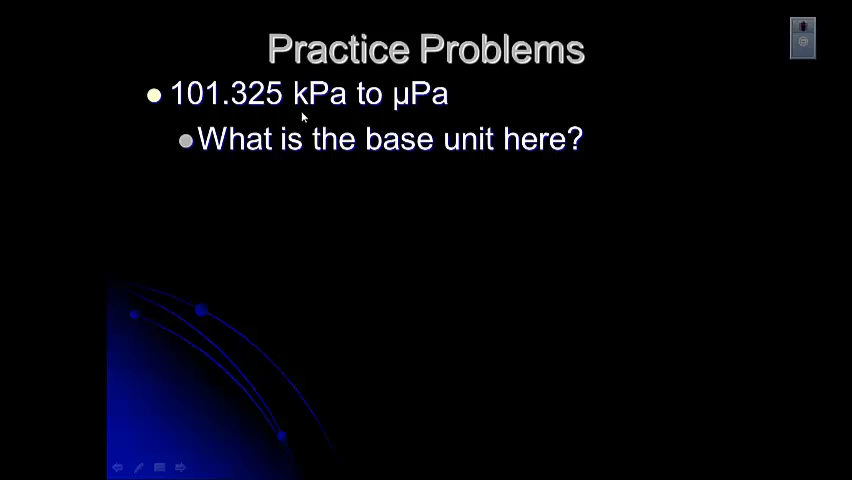 Practice Problems
101.325 kPa to µPa
What is the base unit here?